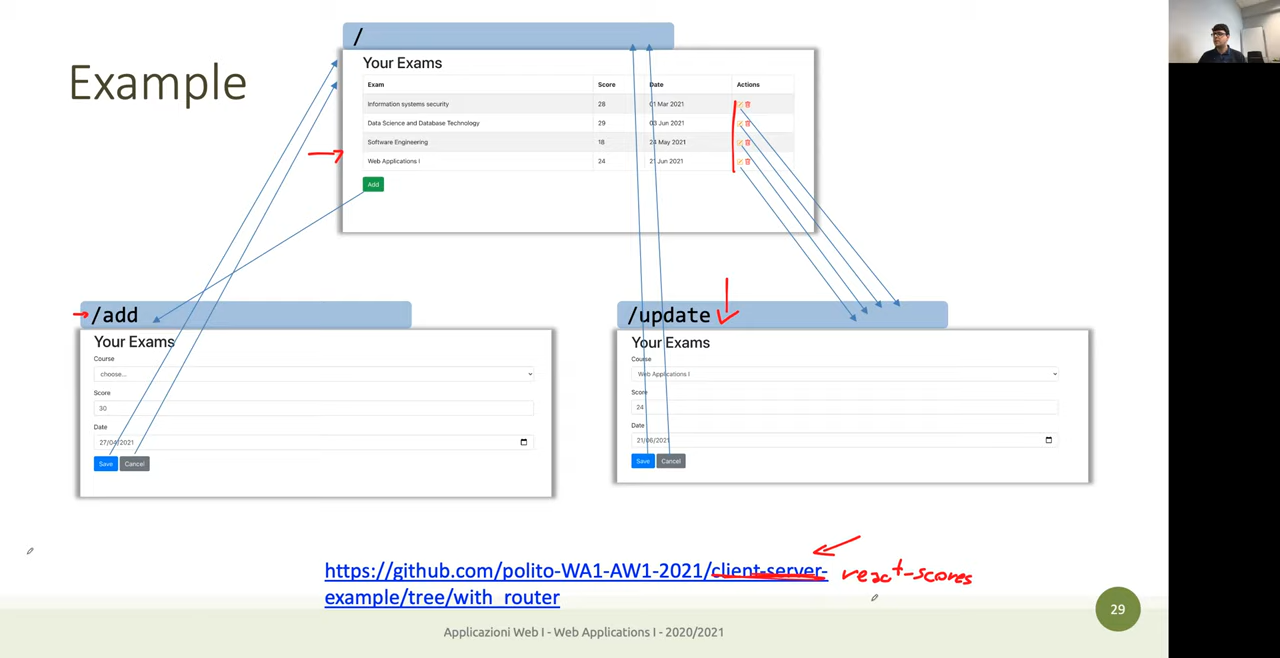 Example
/
Your Exams
Exam Score Date Actions
Information systems security 28 01 Mar 2021
Data Science and Database Technology 29 03 Jun 2021
Software Engineering 18 24 May 2021
Web Applications I 24 21 Jun 2021
Add
/add
Your Exams
Course
choose...
Score
30
Date
27/04/2021
Save Cancel
/update
Your Exams
Course
Web Applications I
Score
24
Date
21/06/2021
Save Cancel
https://github.com/polito-WA1-AW1-2021/client-server- react-scores
example/tree/with_router
29
Applicazioni Web I - Web Applications I - 2020/2021